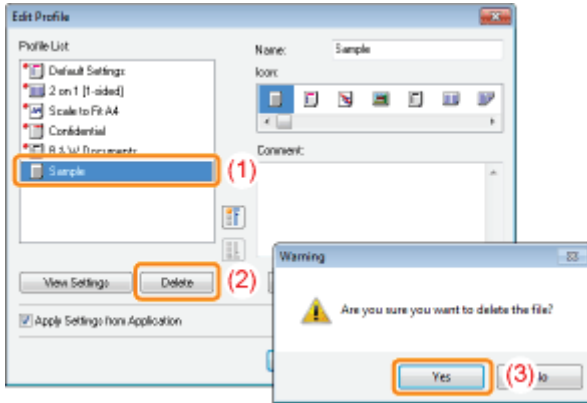 Edit Profile
Profile List:
Name: Sample
Default Settings
Icon:
2 on 1 [1-sided]
Scale to Fit A4
Confidential
B & W Documents
Comment:
Sample
(1)
View Settings
Delete
(2)
Apply Settings from Application
Warning
Are you sure you want to delete the file?
Yes
(3)